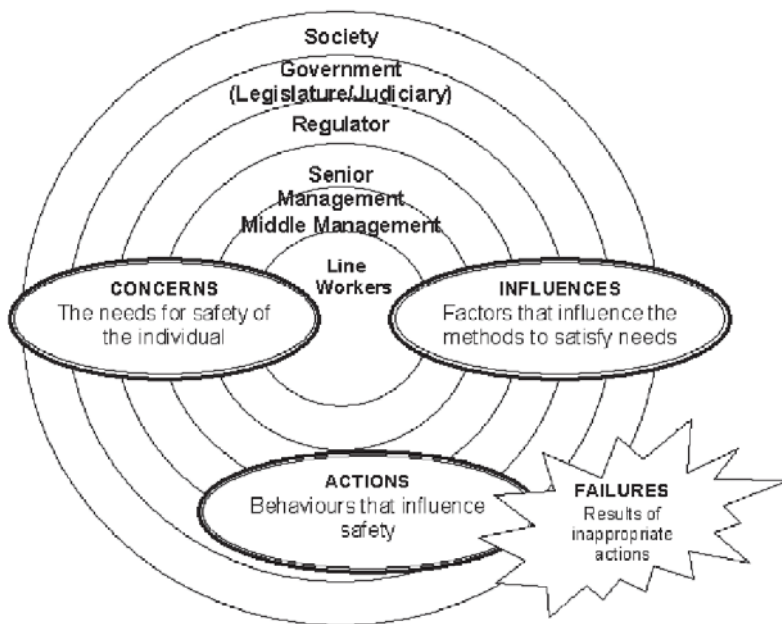 Society
Government
(Legislature/Judiciary)
Regulator
Senior
Management
Middle Management
Line
Workers
CONCERNS
The needs for safety of
the individual
INFLUENCES
Factors that influence the
methods to satisfy needs
ACTIONS
Behaviours that influence
safety
FAILURES
Results of
inappropriate
actions